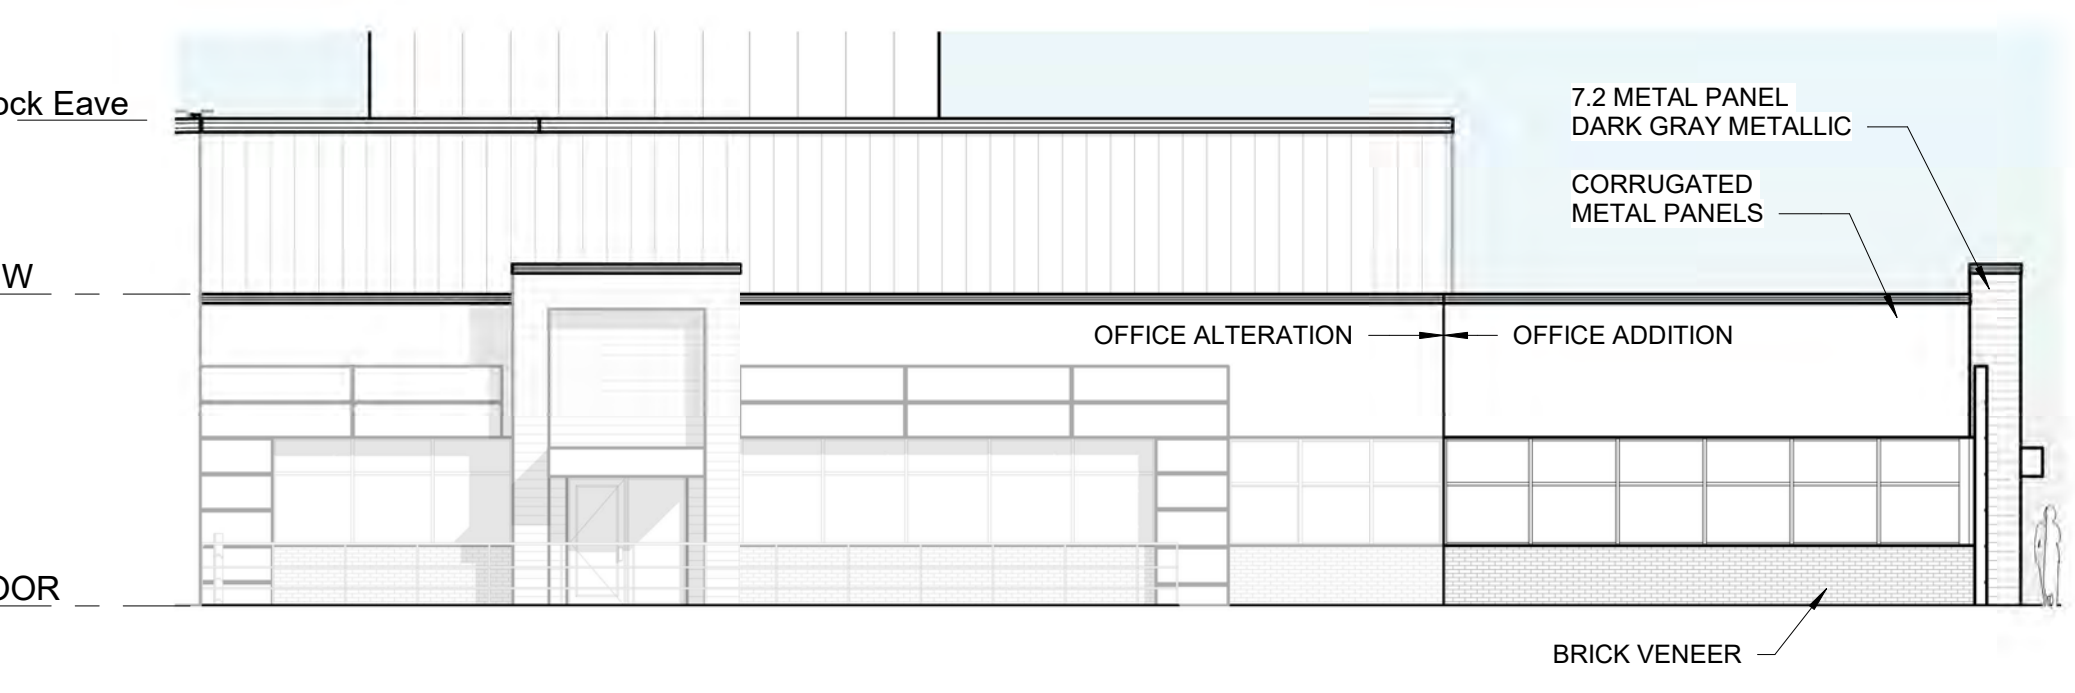 ock Eave
7.2 METAL PANEL
DARK GRAY METALLIC
CORRUGATED
METAL PANELS
W
OFFICE ALTERATION
OFFICE ADDITION
OOR
BRICK VENEER